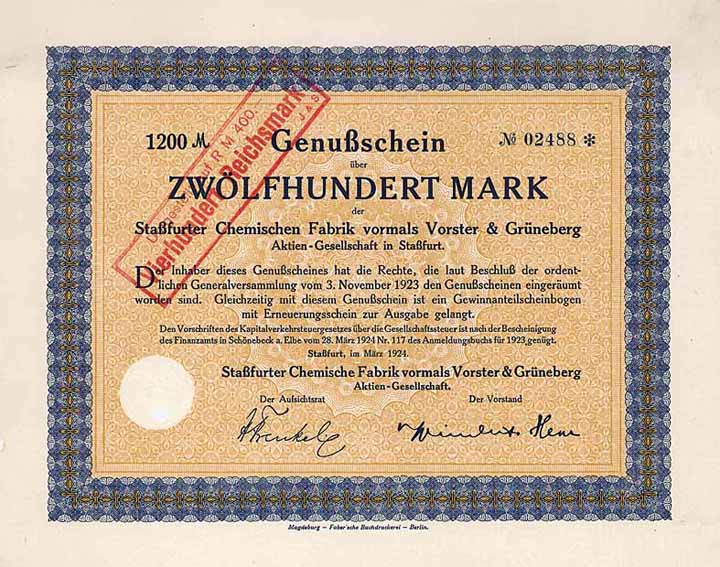 1200 M Genußschein № 02488 *
über
ZWÖLFHUNDERT MARK
der
Staßfurter Chemischen Fabrik vormals Vorster & Grüneberg
Aktien-Gesellschaft in Staßfurt.
Der Inhaber dieses Genußscheines hat die Rechte, die laut Beschluß der ordent-
lichen Generalversammlung vom 3. November 1923 den Genußscheinen eingeräumt
worden sind. Gleichzeitig mit diesem Genußschein ist ein Gewinnanteilscheinbogen
mit Erneuerungsschein zur Ausgabe gelangt.
Den Vorschriften des Kapitalverkehrsteuergesetzes über die Gesellschaftssteuer ist nach der Bescheinigung
des Finanzamts in Schönebeck a. Elbe vom 28. März 1924 Nr. 117 des Anmeldungsbuchs für 1923 genügt.
Staßfurt, im März 1924.
Staßfurter Chemische Fabrik vormals Vorster & Grüneberg
Aktien-Gesellschaft.
Der Aufsichtsrat Der Vorstand
Magdeburg – Faber'sche Buchdruckerei – Berlin.
auf R M 400.—
Vierhundert Reichsmark